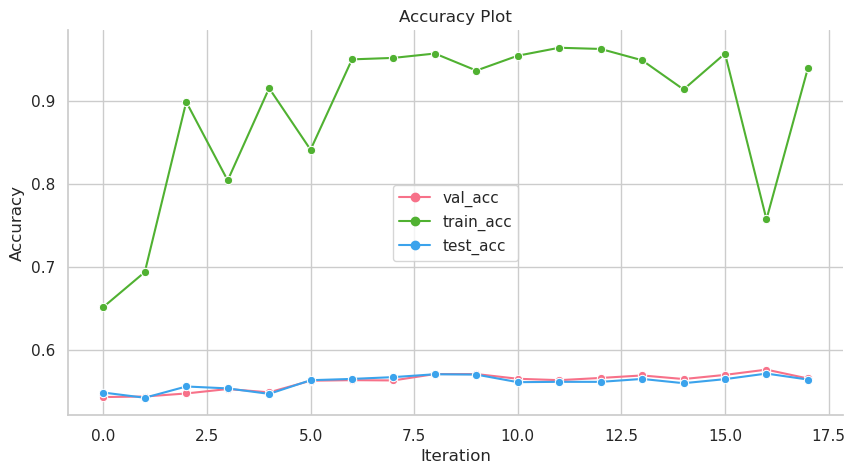 Accuracy Plot
Accuracy
0.9
0.8
0.7
0.6
val_acc
train_acc
test_acc
0.0 2.5 5.0 7.5 10.0 12.5 15.0 17.5
Iteration